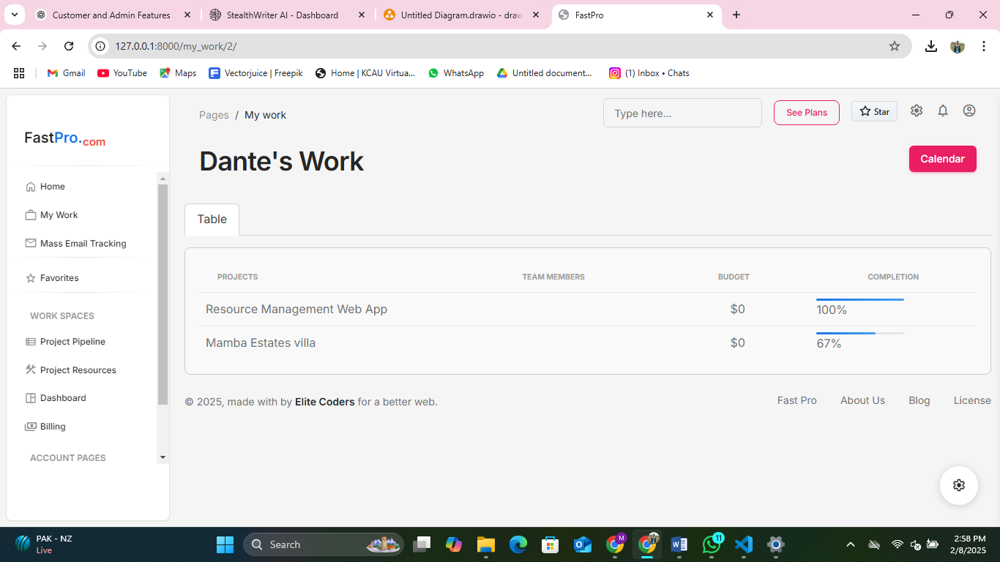 Customer and Admin Features
StealthWriter AI - Dashboard
Untitled Diagram.drawio - draw
FastPro
127.0.0.1:8000/my_work/2/
Gmail
YouTube
Maps
Vectorjuice | Freepik
Home | KCAU Virtua...
WhatsApp
Untitled document...
(1) Inbox • Chats
FastPro.com
Home
My Work
Mass Email Tracking
Favorites
WORK SPACES
Project Pipeline
Project Resources
Dashboard
Billing
ACCOUNT PAGES
Pages / My work
Type here...
See Plans
Star
Dante's Work
Calendar
Table
PROJECTS TEAM MEMBERS BUDGET COMPLETION
Resource Management Web App $0 100%
Mamba Estates villa $0 67%
© 2025, made with by Elite Coders for a better web.
Fast Pro About Us Blog License
PAK - NZ
Live
Search
M
11
2:58 PM
2/8/2025